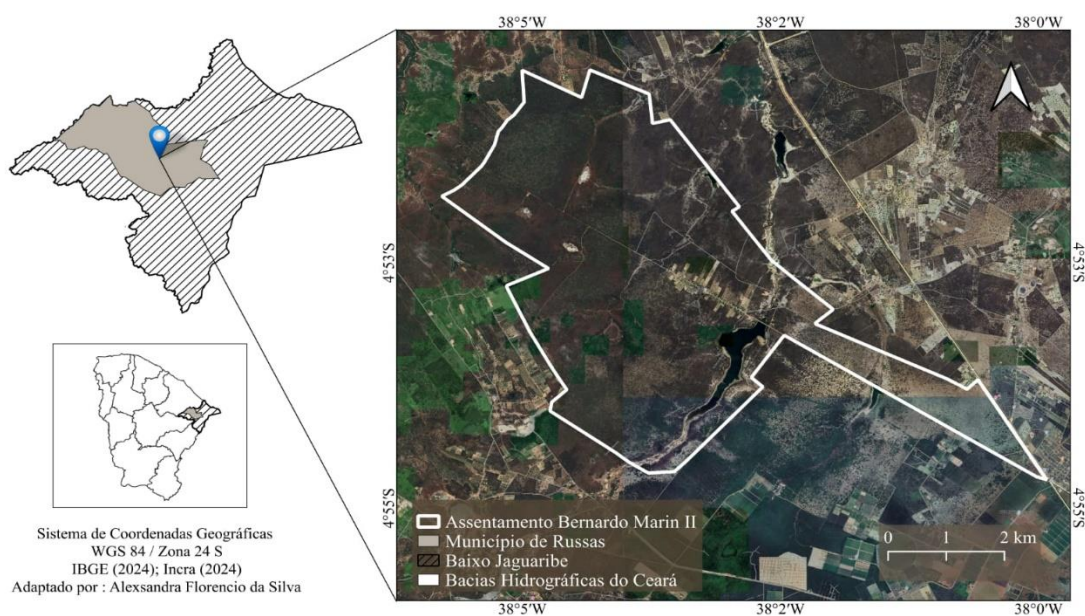 38°5'W 38°2'W 38°0'W
4°53'S 4°53'S
4°55'S 4°55'S
Assentamento Bernardo Marin II
Município de Russas
Baixo Jaguaribe
Bacias Hidrográficas do Ceará
0 1 2 km
38°5'W 38°2'W 38°0'W
Sistema de Coordenadas Geográficas
WGS 84 / Zona 24 S
IBGE (2024); Incra (2024)
Adaptado por : Alexsandra Florencio da Silva